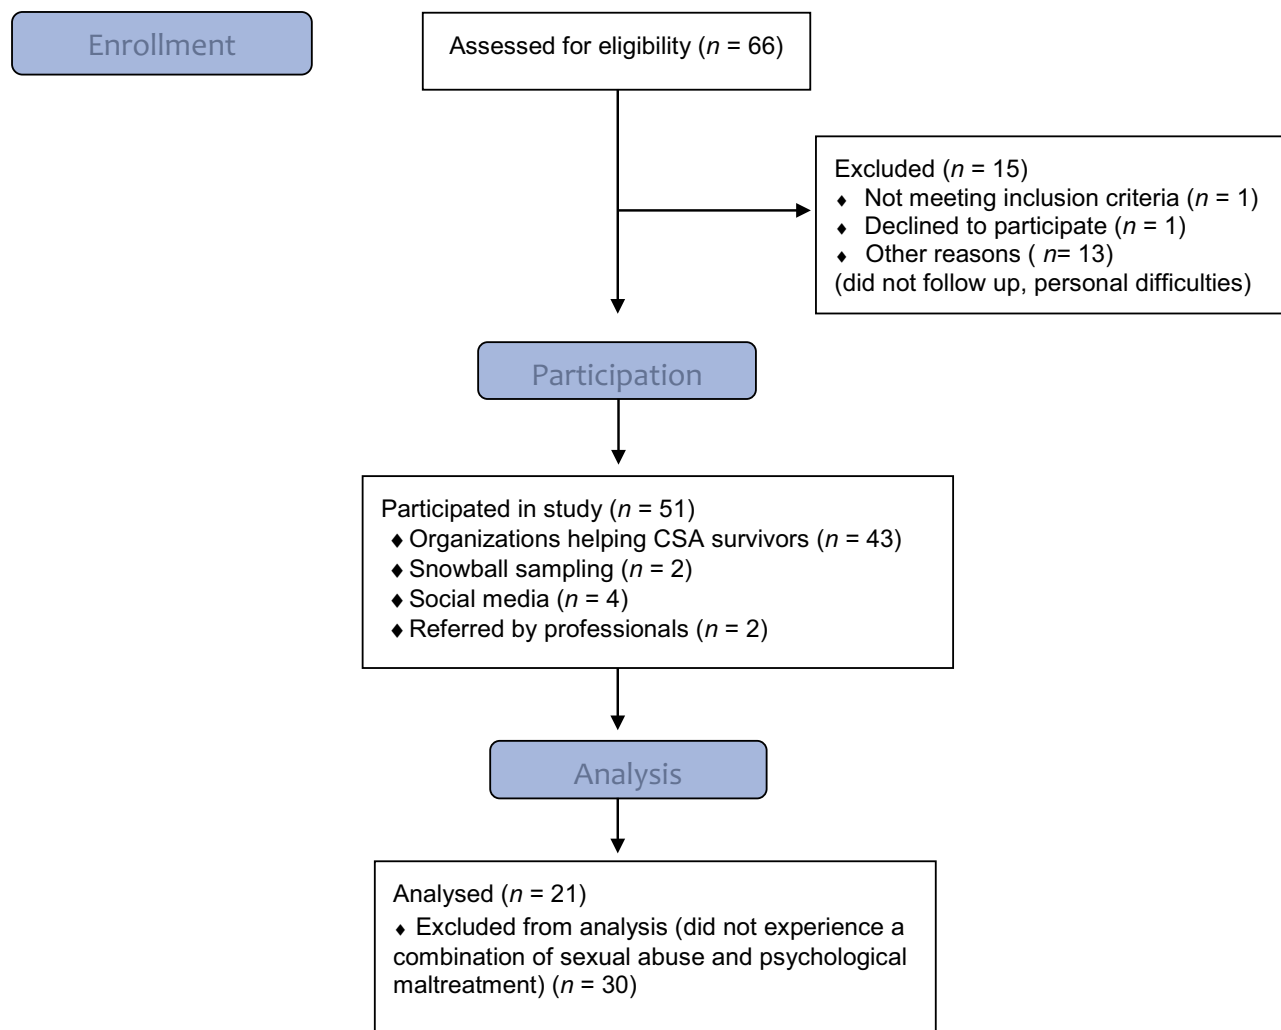 Enrollment
Assessed for eligibility (n = 66)
Excluded (n = 15)
♦ Not meeting inclusion criteria (n = 1)
♦ Declined to participate (n = 1)
♦ Other reasons ( n= 13)
(did not follow up, personal difficulties)
Participation
Participated in study (n = 51)
♦ Organizations helping CSA survivors (n = 43)
♦ Snowball sampling (n = 2)
♦ Social media (n = 4)
♦ Referred by professionals (n = 2)
Analysis
Analysed (n = 21)
♦ Excluded from analysis (did not experience a
combination of sexual abuse and psychological
maltreatment) (n = 30)